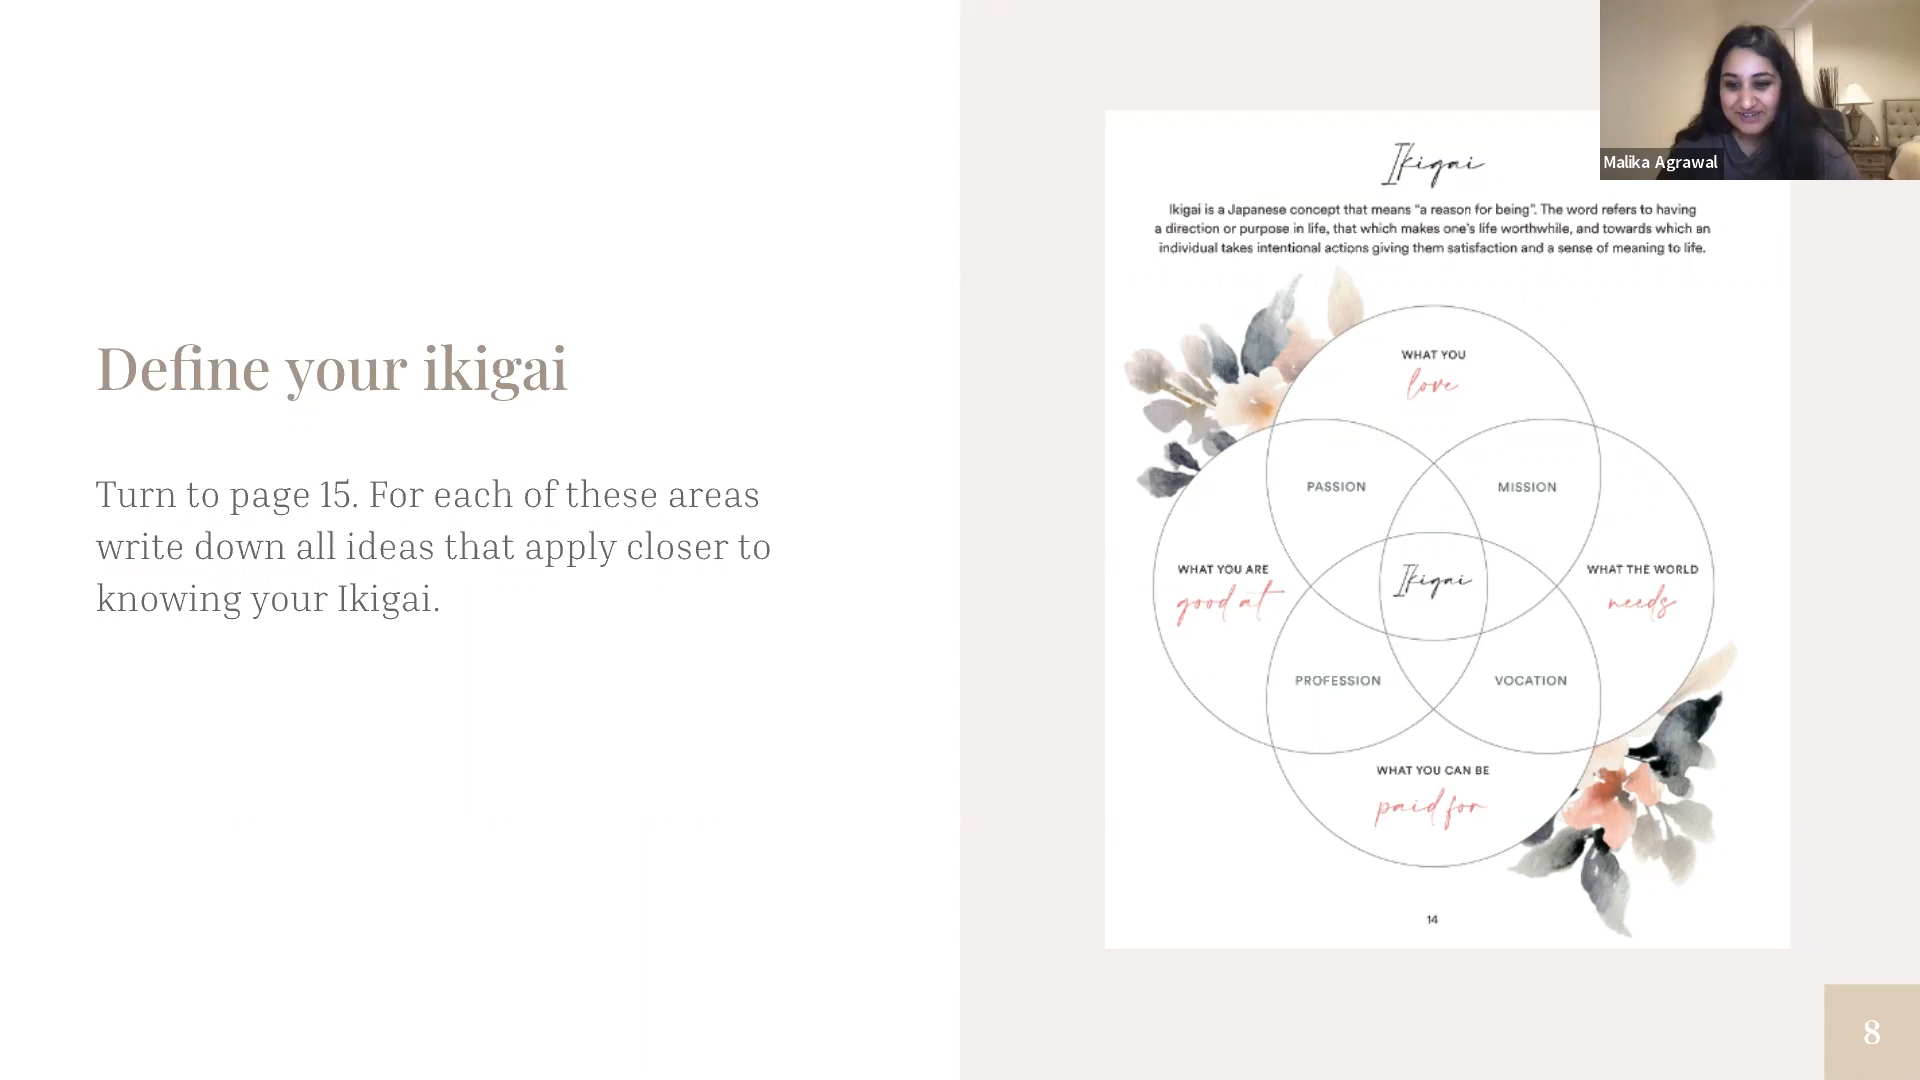 Define your ikigai
Turn to page 15. For each of these areas
write down all ideas that apply closer to
knowing your Ikigai.
Malika Agrawal
Ikigai
Ikigai is a Japanese concept that means “a reason for being”. The word refers to having
a direction or purpose in life, that which makes one’s life worthwhile, and towards which an
individual takes intentional actions giving them satisfaction and a sense of meaning to life.
WHAT YOU
love
PASSION
MISSION
WHAT YOU ARE
good at
Ikigai
WHAT THE WORLD
needs
PROFESSION
VOCATION
WHAT YOU CAN BE
paid for
14
8